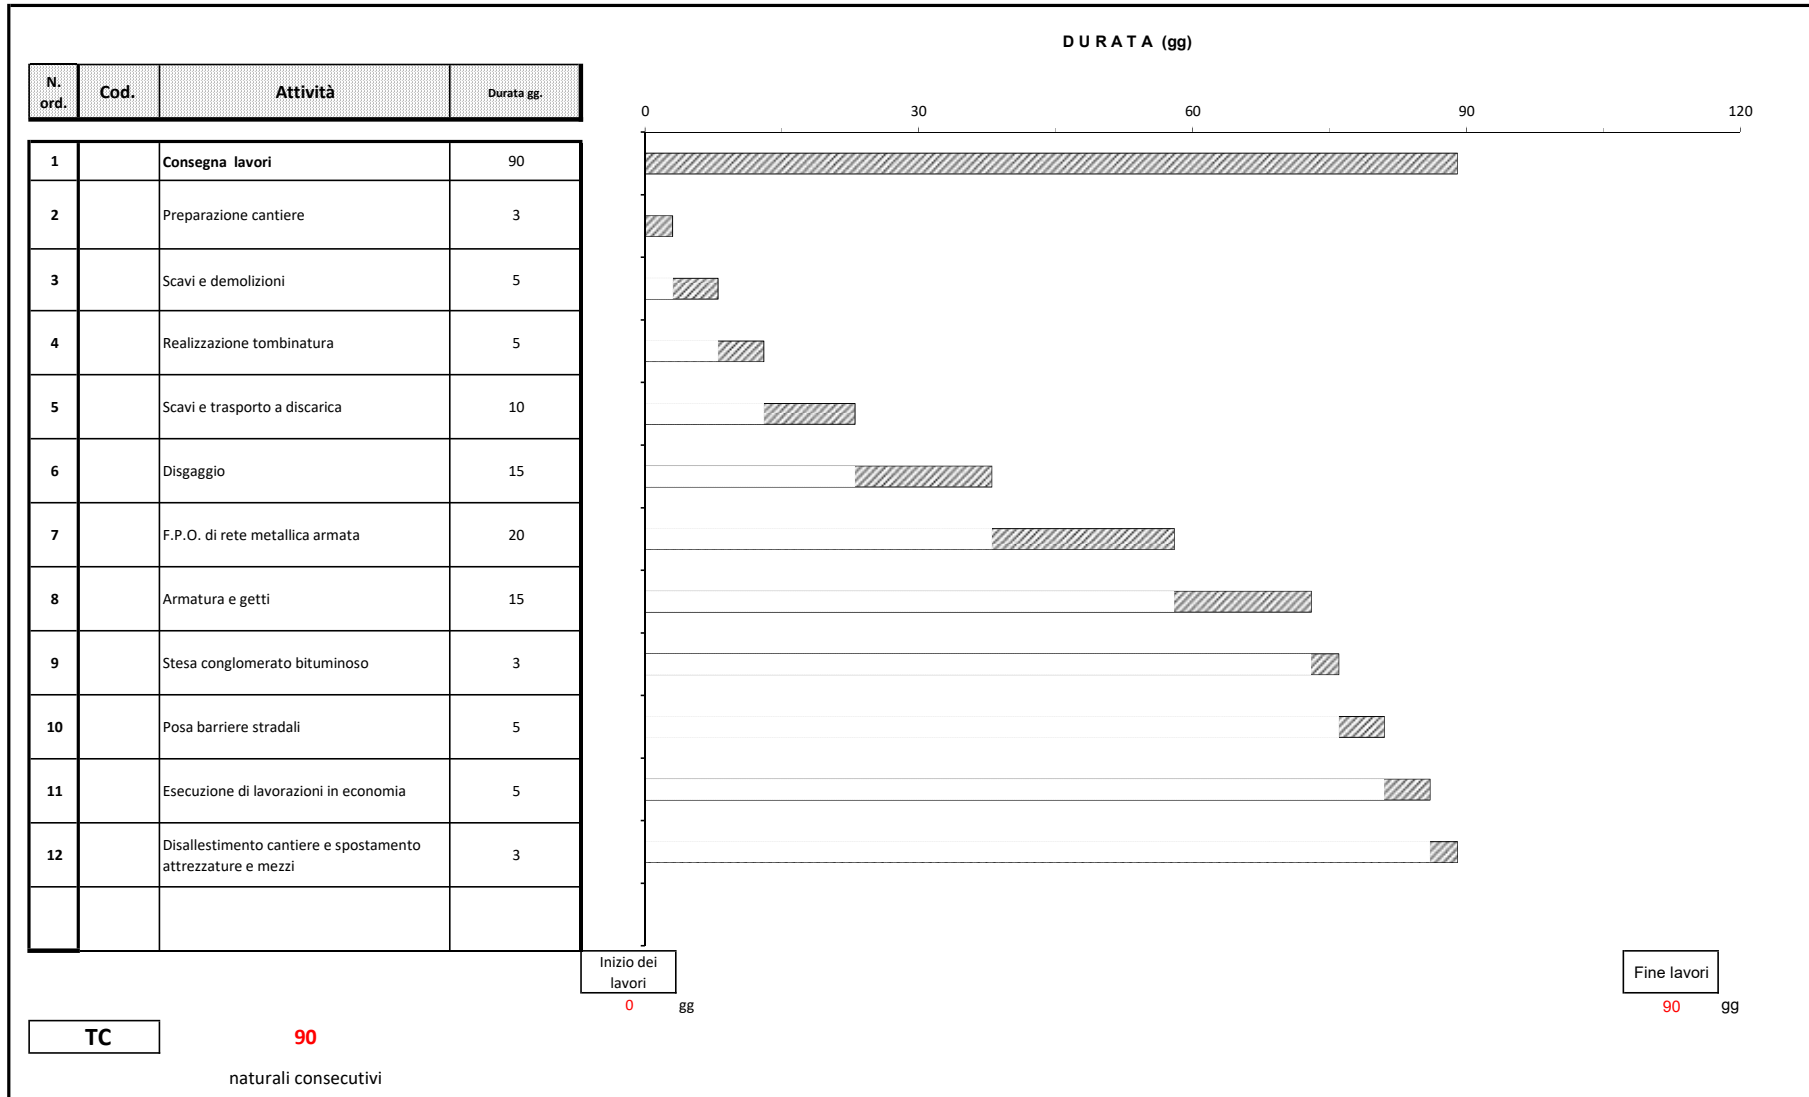 D U R A T A (gg)
N. ord. Cod. Attività Durata gg.
0 30 60 90 120
1 Consegna lavori 90
2 Preparazione cantiere 3
3 Scavi e demolizioni 5
4 Realizzazione tombinatura 5
5 Scavi e trasporto a discarica 10
6 Disgaggio 15
7 F.P.O. di rete metallica armata 20
8 Armatura e getti 15
9 Stesa conglomerato bituminoso 3
10 Posa barriere stradali 5
11 Esecuzione di lavorazioni in economia 5
12 Disallestimento cantiere e spostamento
attrezzature e mezzi 3
Inizio dei
lavori
0 gg
Fine lavori
90 gg
TC 90
naturali consecutivi